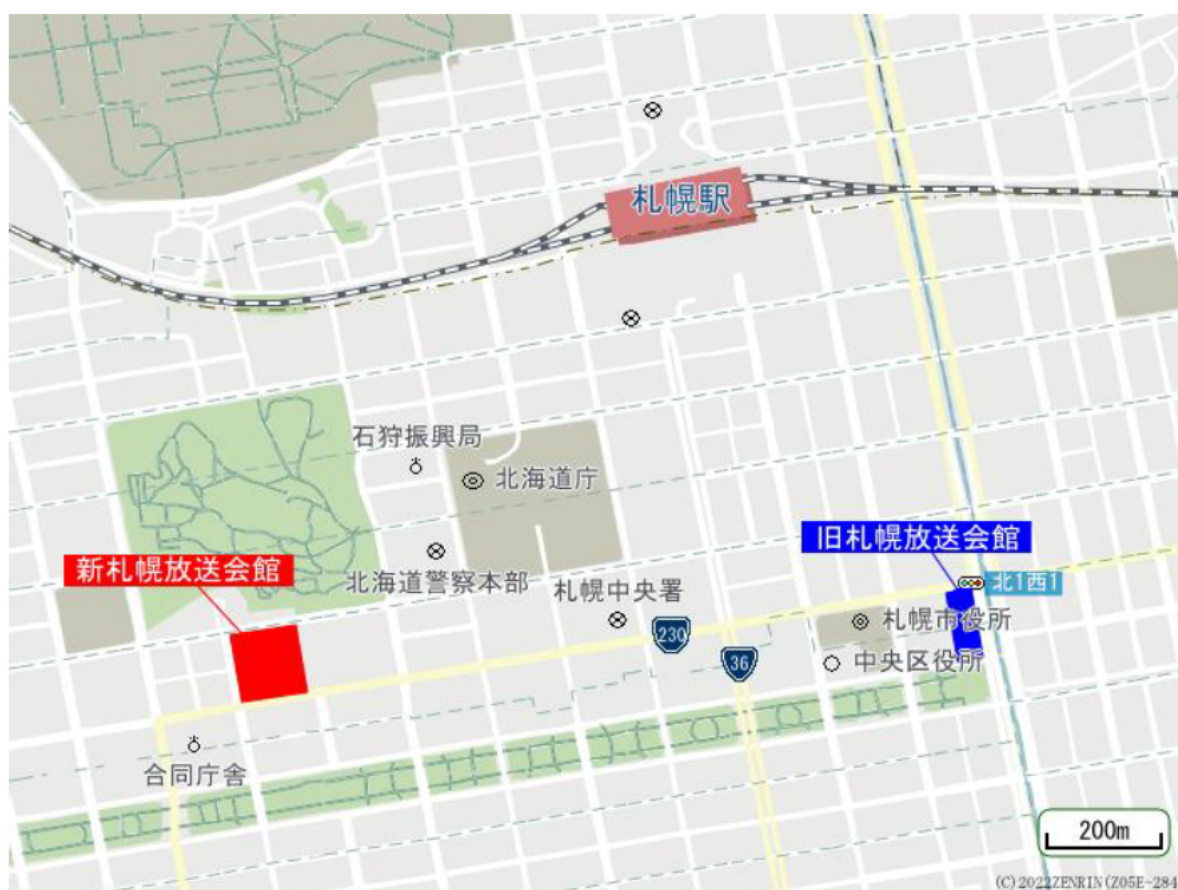 札幌駅
石狩振興局
北海道庁
旧札幌放送会館
新札幌放送会館
北海道警察本部
札幌中央署
北1西1
札幌市役所
230
36
中央区役所
合同庁舎
200m
(C)2022ZENRIN(Z05E-284